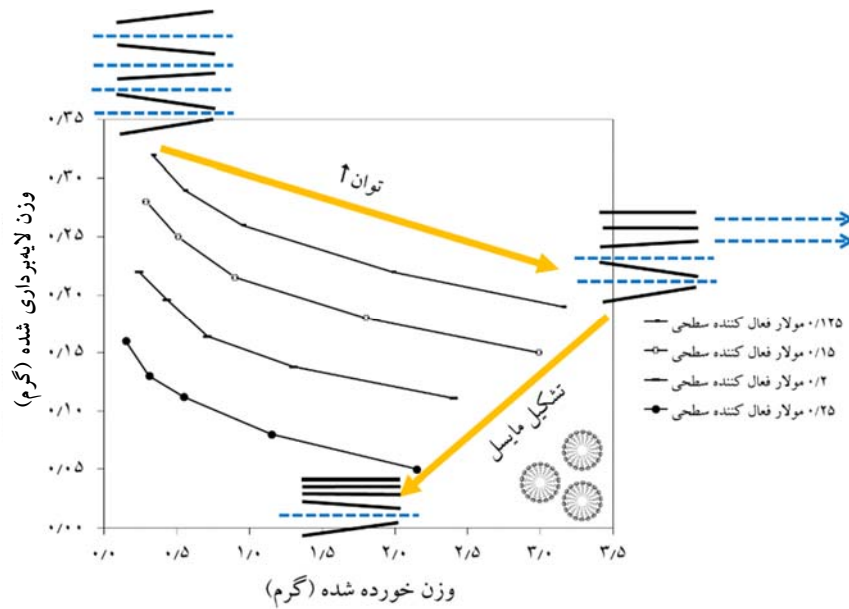 ۰/۳۵
۰/۳۰
۰/۲۵
۰/۲۰
۰/۱۵
۰/۱۰
۰/۰۵
۰/۰۰
وزن لایه‌برداری شده (گرم)
توان↑
تشکیل مایسل
۰/۱۲۵ مولار فعال کننده سطحی
۰/۱۵ مولار فعال کننده سطحی
۰/۲ مولار فعال کننده سطحی
۰/۲۵ مولار فعال کننده سطحی
۰/۰ ۰/۵ ۱/۰ ۱/۵ ۲/۰ ۲/۵ ۳/۰ ۳/۵
وزن خورده شده (گرم)